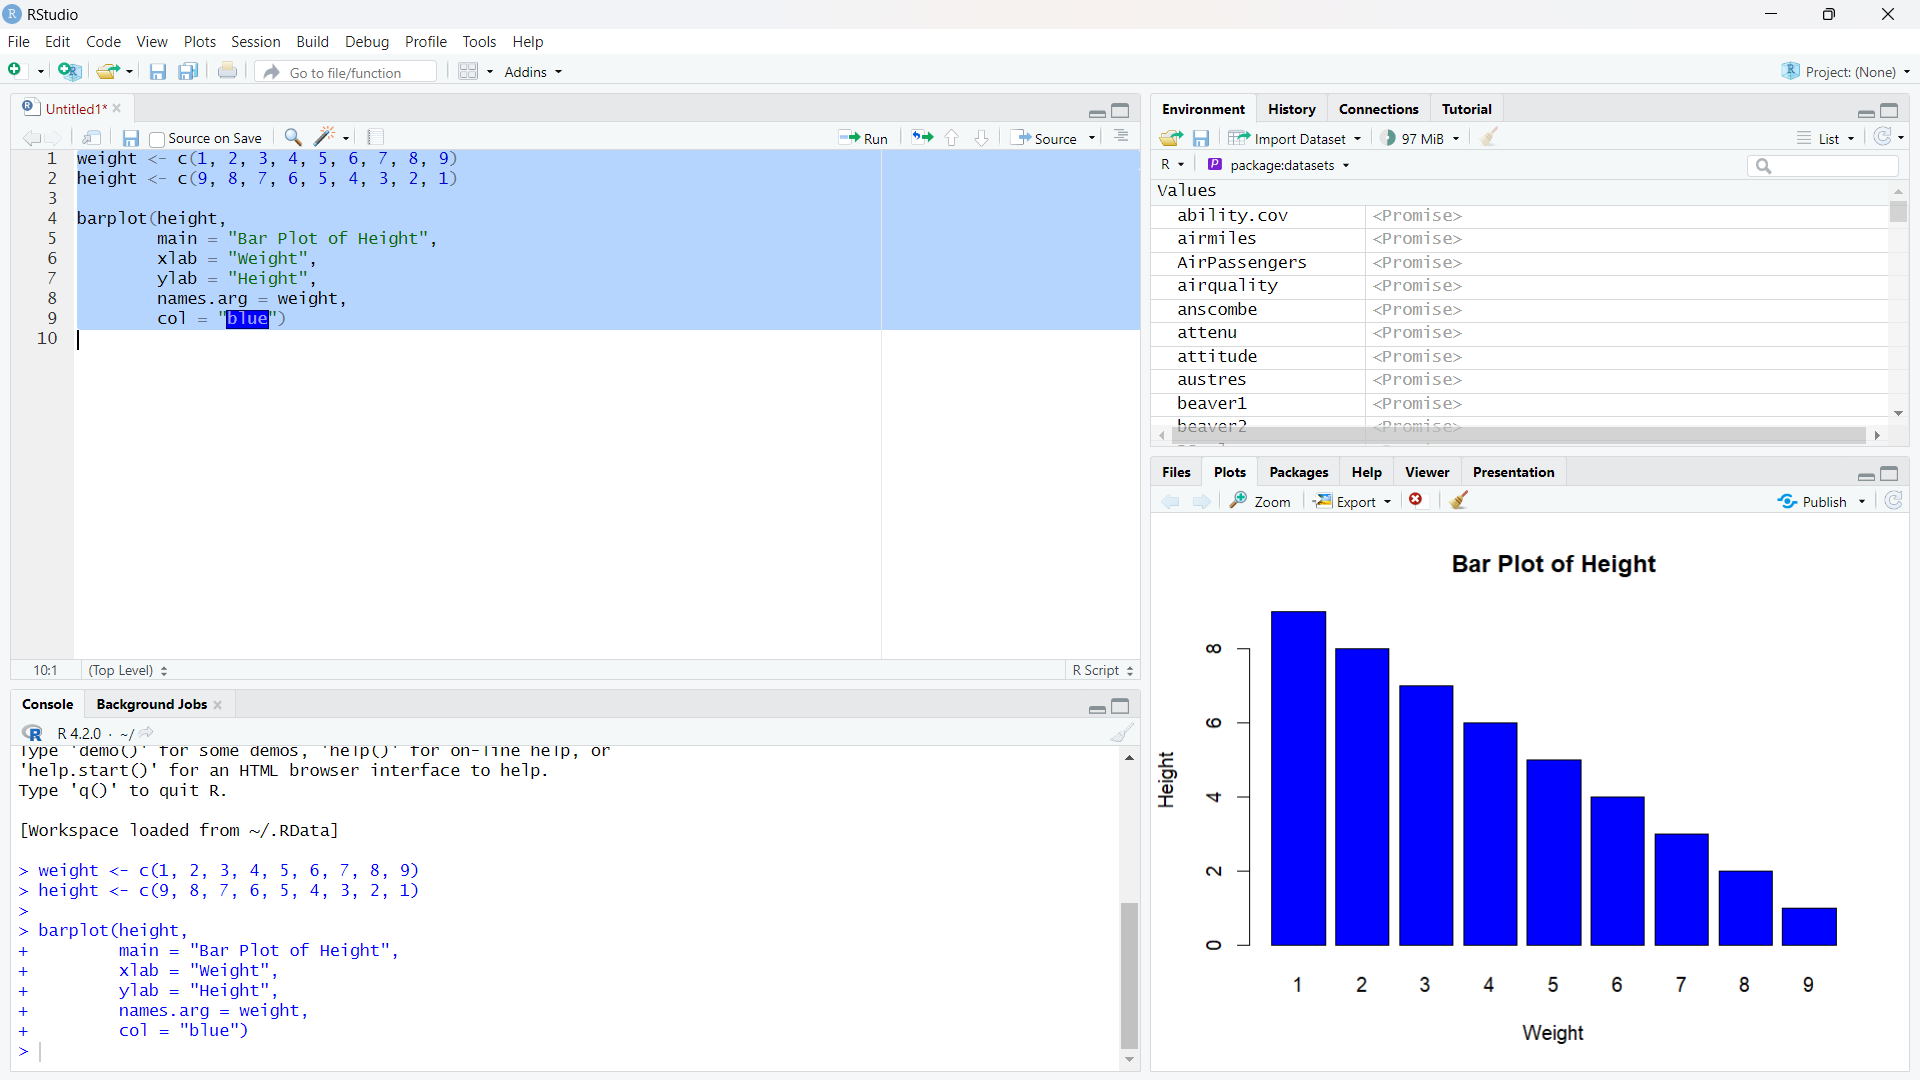 RStudio
File Edit Code View Plots Session Build Debug Profile Tools Help
Go to file/function Addins Project: (None)
Untitled1*
Source on Save Run Source
1 weight <- c(1, 2, 3, 4, 5, 6, 7, 8, 9)
2 height <- c(9, 8, 7, 6, 5, 4, 3, 2, 1)
3
4 barplot(height,
5 main = "Bar Plot of Height",
6 xlab = "Weight",
7 ylab = "Height",
8 names.arg = weight,
9 col = "blue")
10
10:1 (Top Level) R Script
Console Background Jobs
R 4.2.0 · ~/
Type 'demo()' for some demos, 'help()' for on-line help, or
'help.start()' for an HTML browser interface to help.
Type 'q()' to quit R.
[Workspace loaded from ~/.RData]
> weight <- c(1, 2, 3, 4, 5, 6, 7, 8, 9)
> height <- c(9, 8, 7, 6, 5, 4, 3, 2, 1)
>
> barplot(height,
+ main = "Bar Plot of Height",
+ xlab = "Weight",
+ ylab = "Height",
+ names.arg = weight,
+ col = "blue")
>
Environment History Connections Tutorial
Import Dataset 97 MiB List
R package:datasets
Values
ability.cov <Promise>
airmiles <Promise>
AirPassengers <Promise>
airquality <Promise>
anscombe <Promise>
attenu <Promise>
attitude <Promise>
austres <Promise>
beaver1 <Promise>
beaver2 <Promise>
Files Plots Packages Help Viewer Presentation
Zoom Export Publish
Bar Plot of Height
Height
8
6
4
2
0
1 2 3 4 5 6 7 8 9
Weight